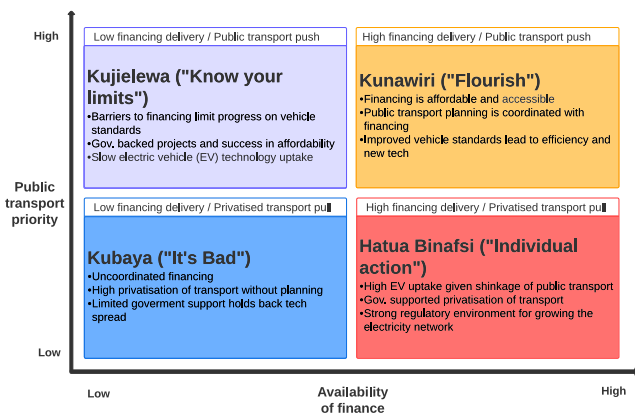 High
Low financing delivery / Public transport push
Kujielewa ("Know your
limits")
•Barriers to financing limit progress on vehicle
standards
•Gov. backed projects and success in affordability
•Slow electric vehicle (EV) technology uptake
High financing delivery / Public transport push
Kunawiri ("Flourish")
•Financing is affordable and accessible
•Public transport planning is coordinated with
financing
•Improved vehicle standards lead to efficiency and
new tech
Public
transport
priority
Low financing delivery / Privatised transport pull
Kubaya ("It's Bad")
•Uncoordinated financing
•High privatisation of transport without planning
•Limited goverment support holds back tech
spread
High financing delivery / Privatised transport pull
Hatua Binafsi ("Individual
action")
•High EV uptake given shinkage of public transport
•Gov. supported privatisation of transport
•Strong regulatory environment for growing the
electricity network
Low
Low
Availability
of finance
High